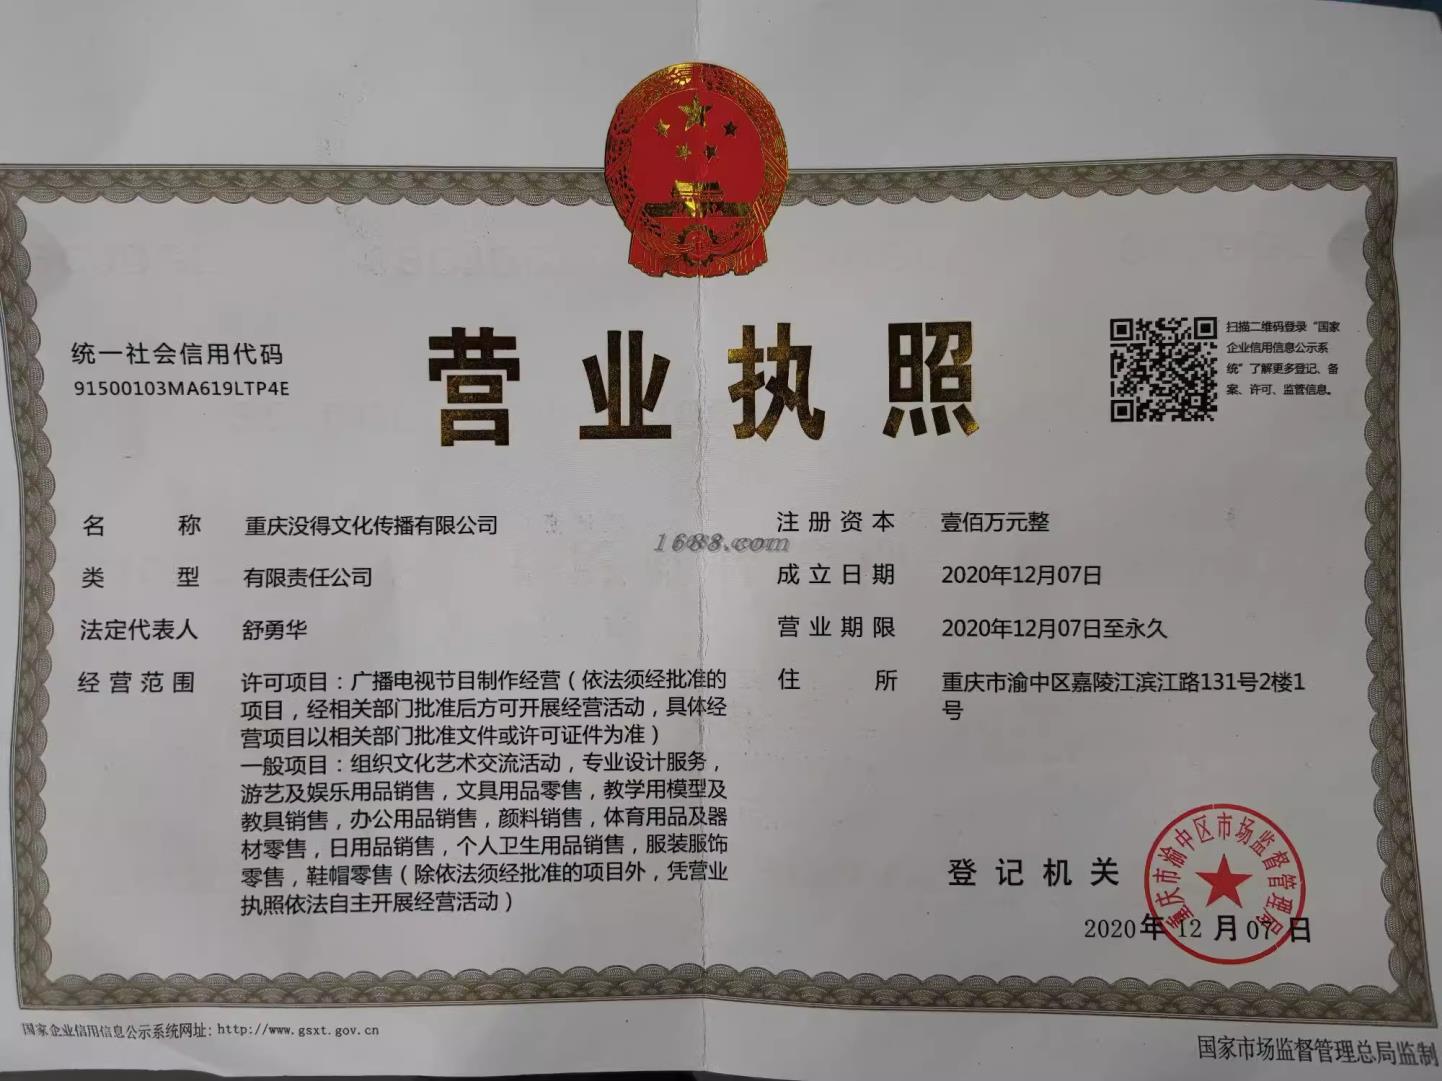 统一社会信用代码
91500103MA619LTP4E
营业执照
扫描二维码登录“国家
企业信用信息公示系
统”了解更多登记、备
案、许可、监管信息。
名称 重庆没得文化传播有限公司
类型 有限责任公司
法定代表人 舒勇华
经营范围 许可项目：广播电视节目制作经营（依法须经批准的
项目，经相关部门批准后方可开展经营活动，具体经
营项目以相关部门批准文件或许可证件为准）
一般项目：组织文化艺术交流活动，专业设计服务，
游艺及娱乐用品销售，文具用品零售，教学用模型及
教具销售，办公用品销售，颜料销售，体育用品及器
材零售，日用品销售，个人卫生用品销售，服装服饰
零售，鞋帽零售（除依法须经批准的项目外，凭营业
执照依法自主开展经营活动）
1688.com
注册资本 壹佰万元整
成立日期 2020年12月07日
营业期限 2020年12月07日至永久
住所 重庆市渝中区嘉陵江滨江路131号2楼1
号
登记机关
重庆市渝中区市场监督管理局
2020年12月07日
国家企业信用信息公示系统网址：http://www.gsxt.gov.cn
国家市场监督管理总局监制